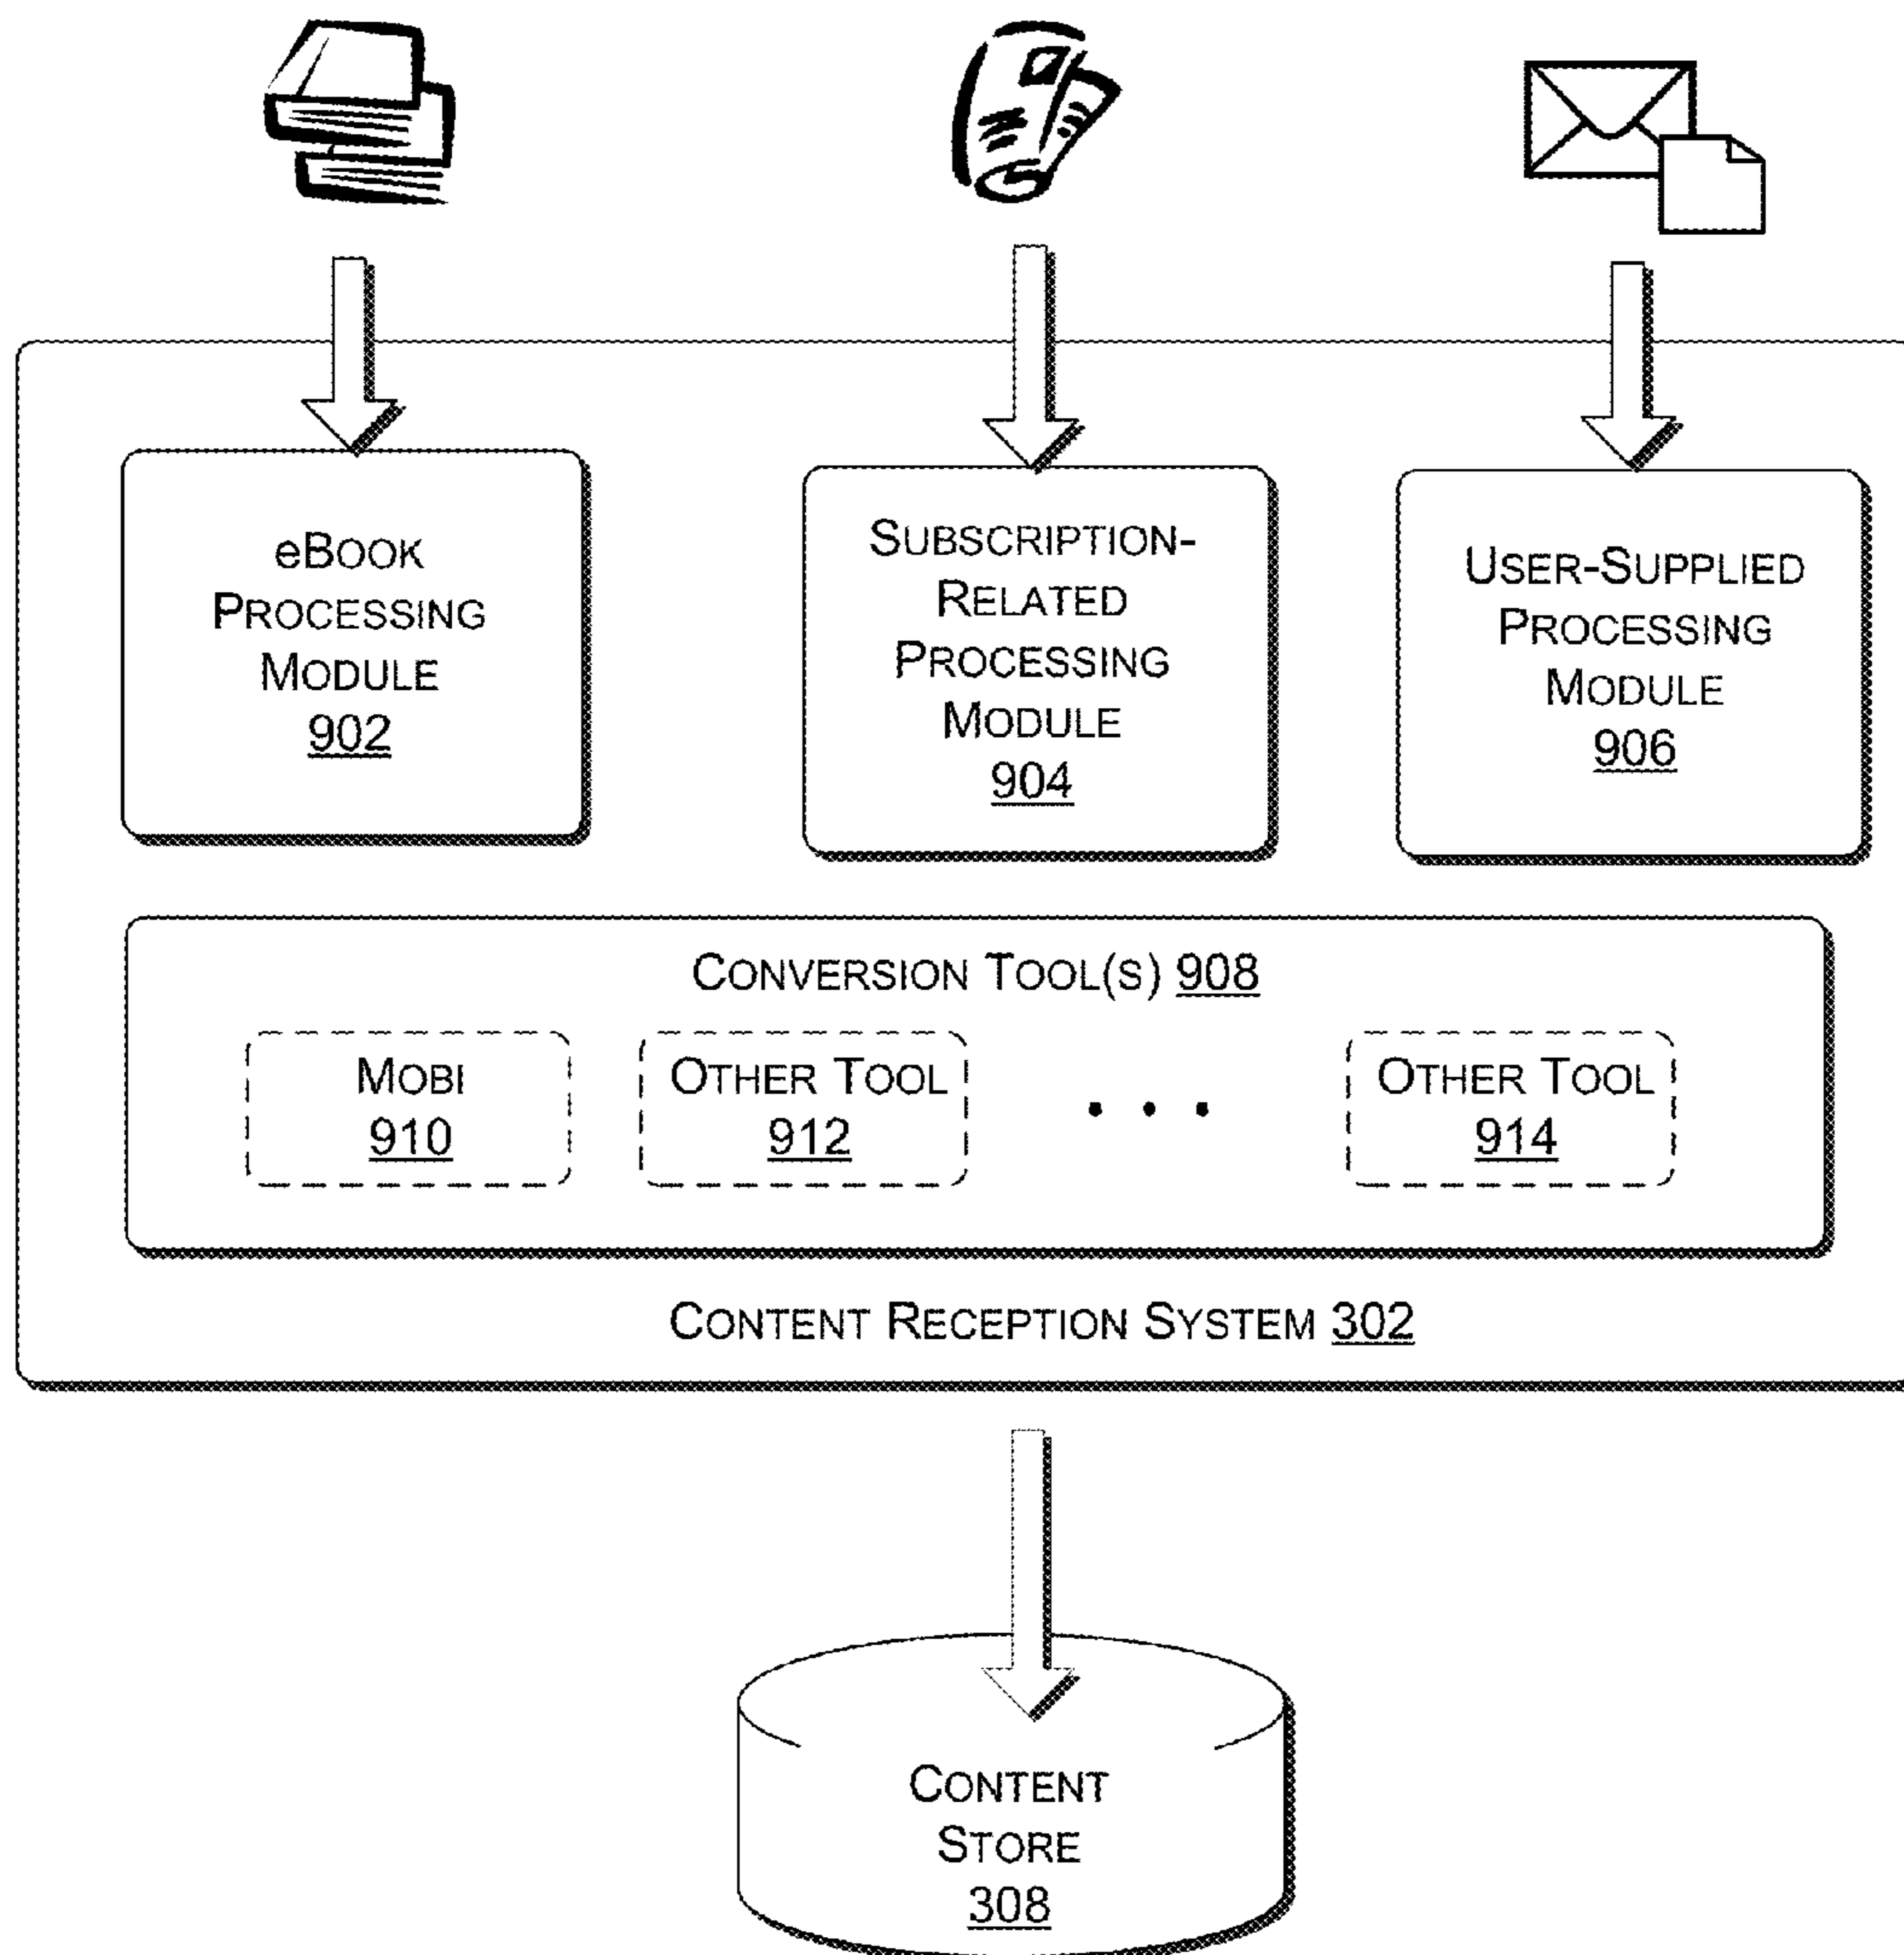 eBOOK
PROCESSING
MODULE
902
SUBSCRIPTION-
RELATED
PROCESSING
MODULE
904
USER-SUPPLIED
PROCESSING
MODULE
906
CONVERSION TOOL(S) 908
MOBI
910
OTHER TOOL
912
• • •
OTHER TOOL
914
CONTENT RECEPTION SYSTEM 302
CONTENT
STORE
308